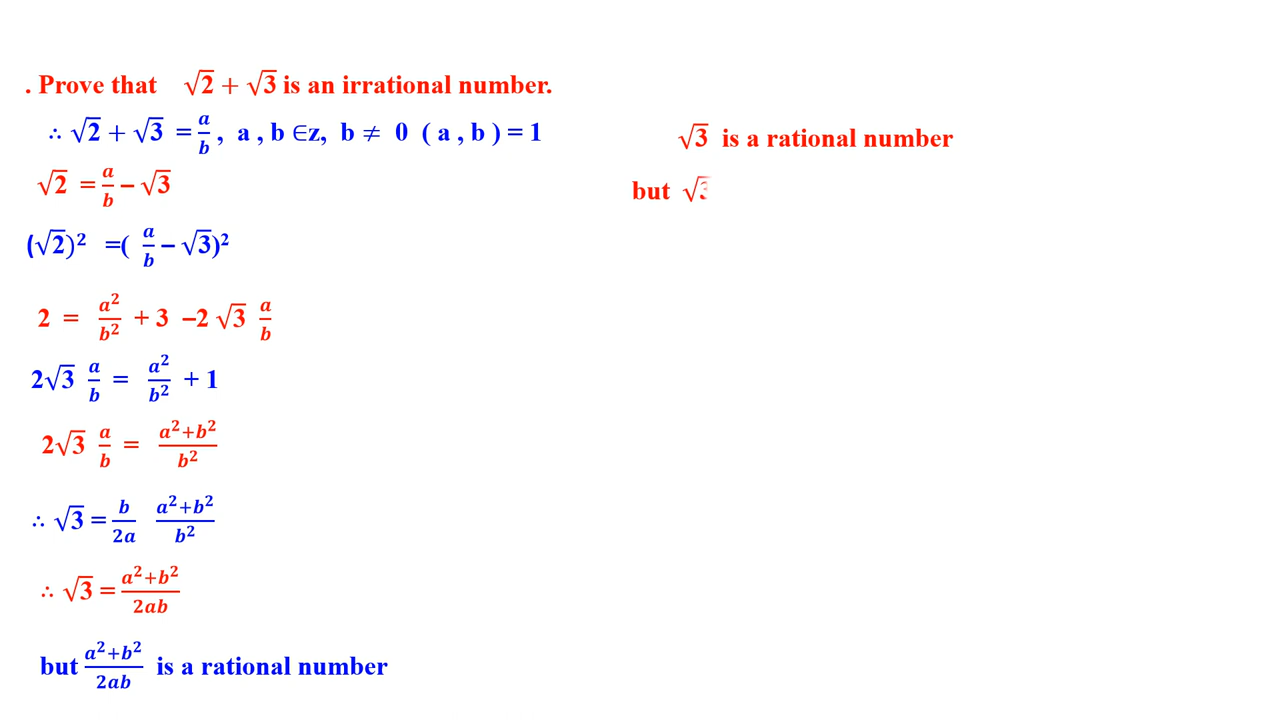 . Prove that √2 + √3 is an irrational number.
∴ √2 + √3 = a/b , a , b ∈z, b ≠ 0 ( a , b ) = 1
√2 = a/b – √3
(√2)² =( a/b – √3)²
2 = a²/b² + 3 –2 √3 a/b
2√3 a/b = a²/b² + 1
2√3 a/b = a²+b²/b²
∴ √3 = b/2a a²+b²/b²
∴ √3 = a²+b²/2ab
but a²+b²/2ab is a rational number
√3 is a rational number
but √3